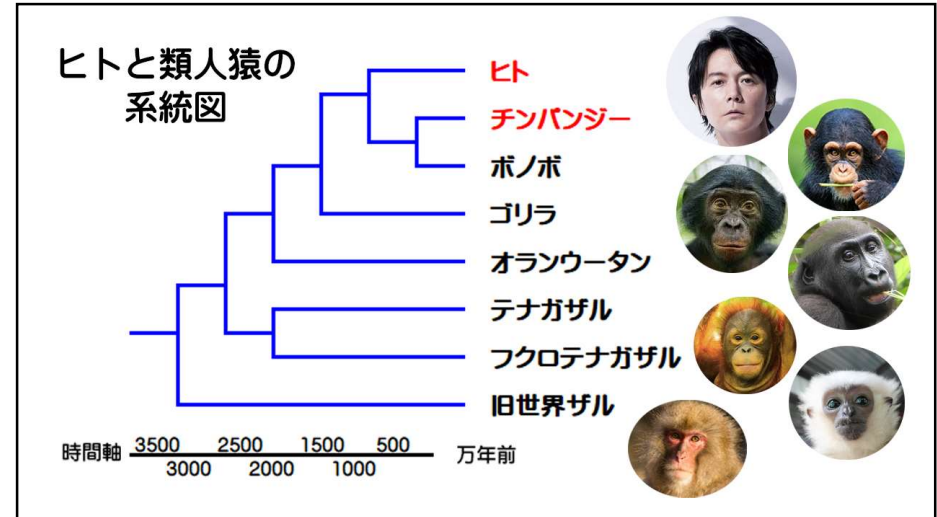 ヒトと類人猿の
系統図
ヒト
チンパンジー
ボノボ
ゴリラ
オランウータン
テナガザル
フクロテナガザル
旧世界ザル
時間軸 3500 2500 1500 500 万年前
3000 2000 1000